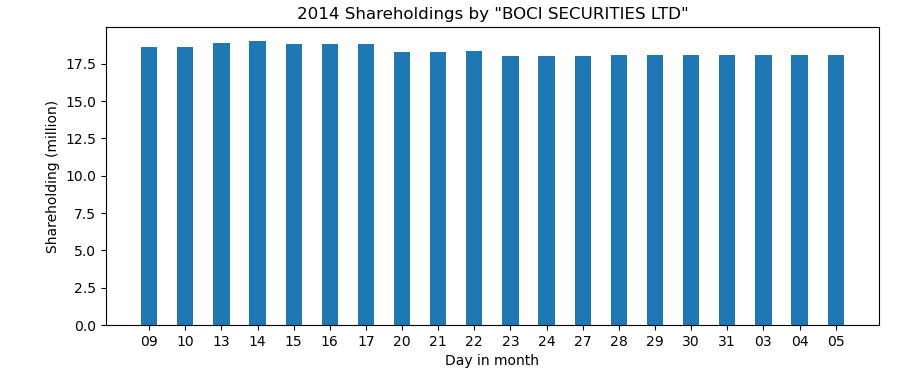 2014 Shareholdings by "BOCI SECURITIES LTD"
17.5
15.0
12.5
10.0
7.5
5.0
2.5
0.0
Shareholding (million)
09 10 13 14 15 16 17 20 21 22 23 24 27 28 29 30 31 03 04 05
Day in month